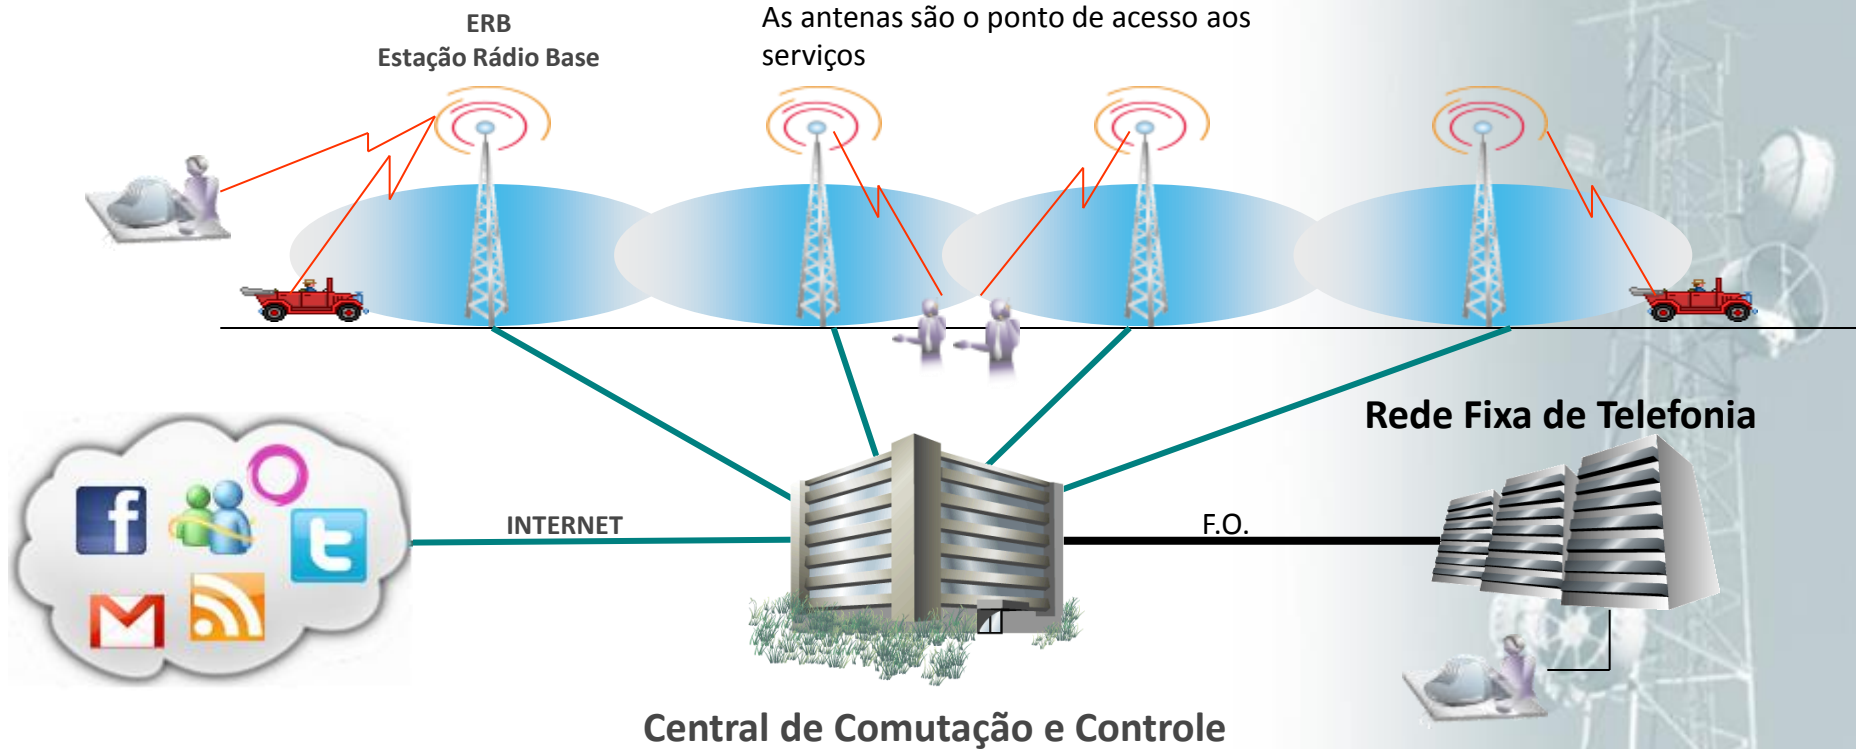 ERB
Estação Rádio Base
As antenas são o ponto de acesso aos
serviços
Rede Fixa de Telefonia
INTERNET
F.O.
Central de Comutação e Controle